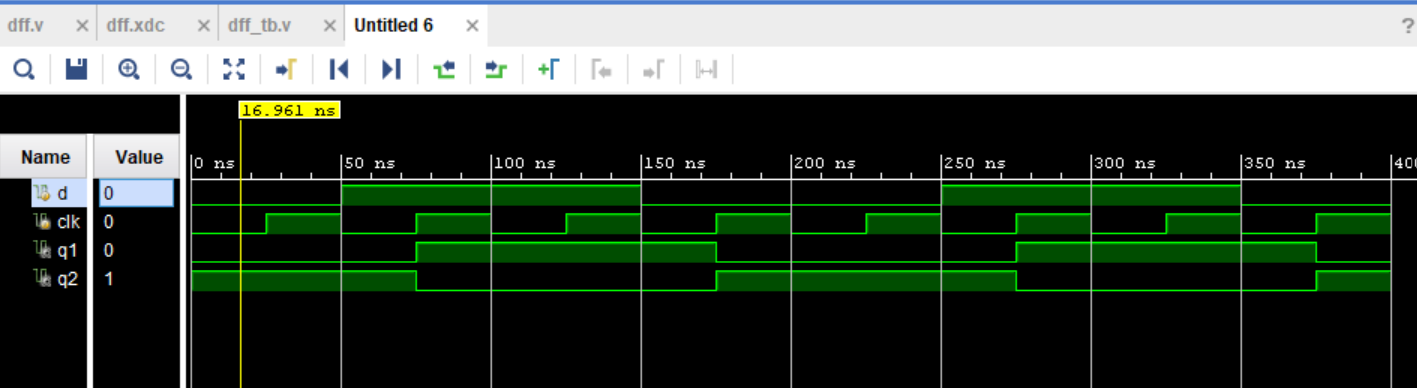 dff.v dff.xdc dff_tb.v Untitled 6 ?
16.961 ns
Name Value 0 ns 50 ns 100 ns 150 ns 200 ns 250 ns 300 ns 350 ns 400
d 0
clk 0
q1 0
q2 1